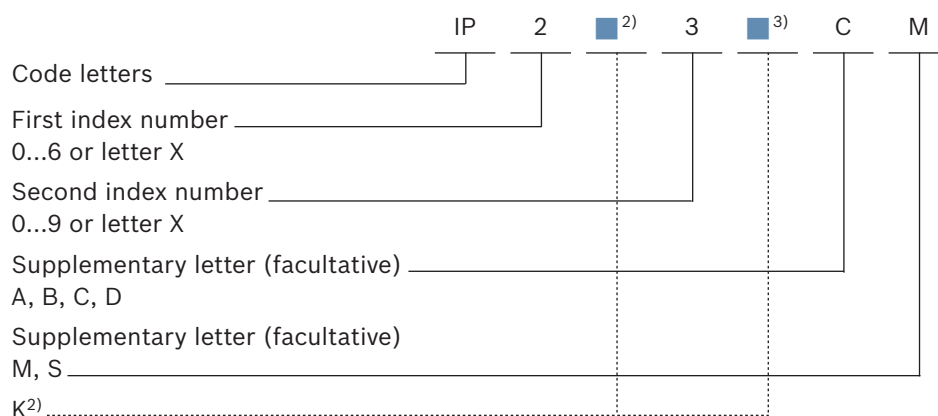 IP 2 2) 3 3) C M
Code letters
First index number
0...6 or letter X
Second index number
0...9 or letter X
Supplementary letter (facultative)
A, B, C, D
Supplementary letter (facultative)
M, S
K2)